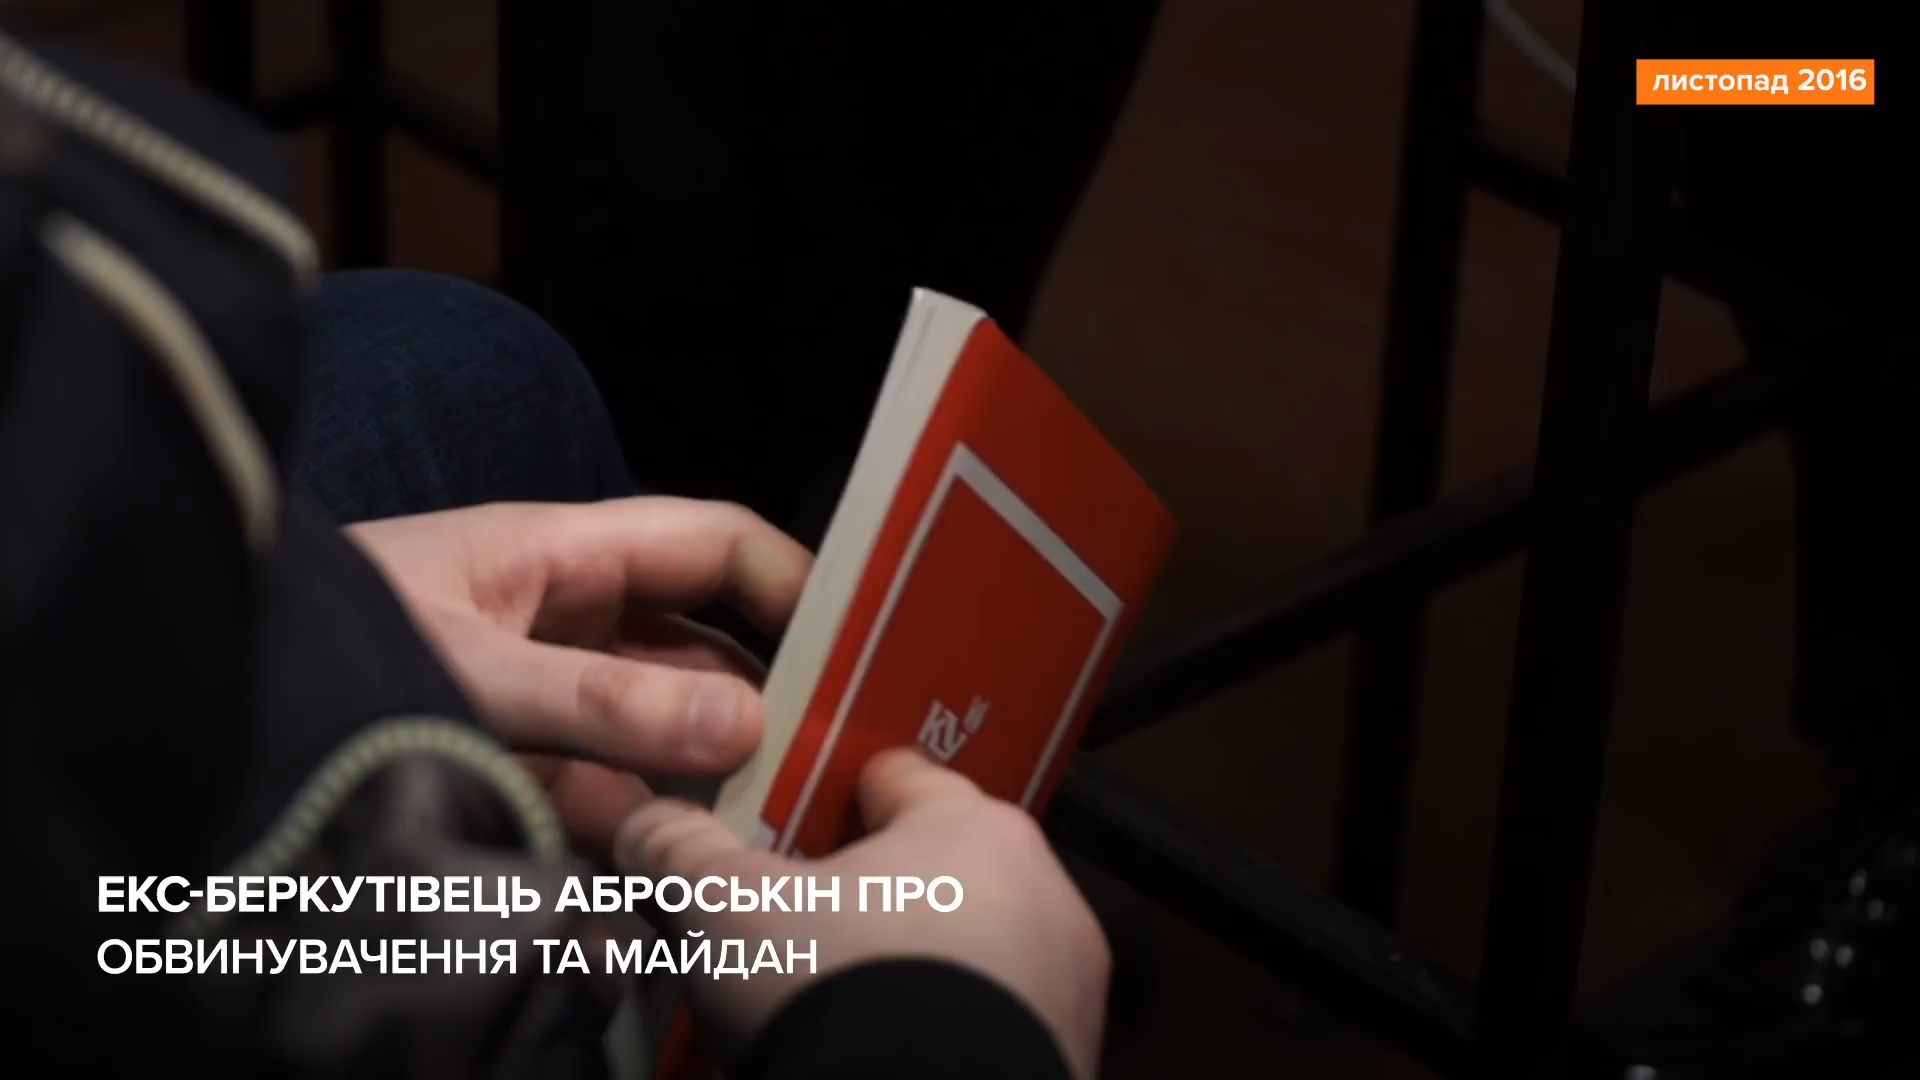 листопад 2016
ЕКС-БЕРКУТІВЕЦЬ АБРОСЬКІН ПРО
ОБВИНУВАЧЕННЯ ТА МАЙДАН